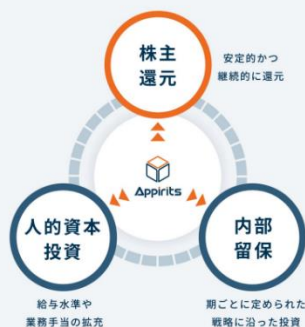 株主
還元
安定的かつ
継続的に還元
Appirits
人的資本
投資
内部
留保
給与水準や
業務手当の拡充
期ごとに定められた
戦略に沿った投資